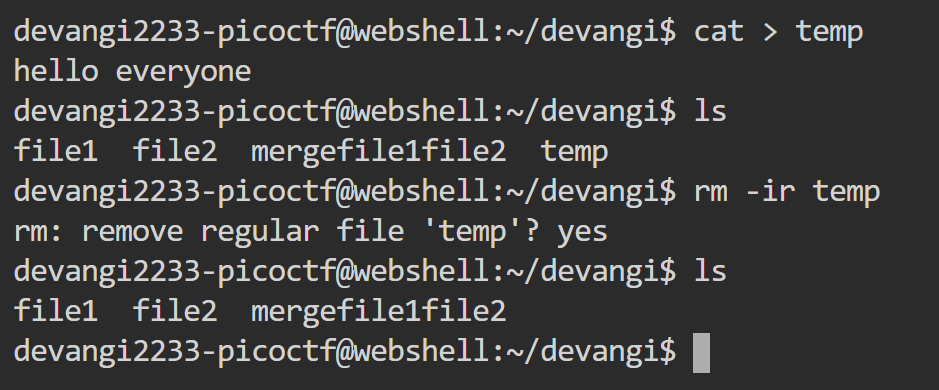 devangi2233-picoctf@webshell:~/devangi$ cat > temp
hello everyone
devangi2233-picoctf@webshell:~/devangi$ ls
file1  file2  mergefile1file2  temp
devangi2233-picoctf@webshell:~/devangi$ rm -ir temp
rm: remove regular file 'temp'? yes
devangi2233-picoctf@webshell:~/devangi$ ls
file1  file2  mergefile1file2
devangi2233-picoctf@webshell:~/devangi$